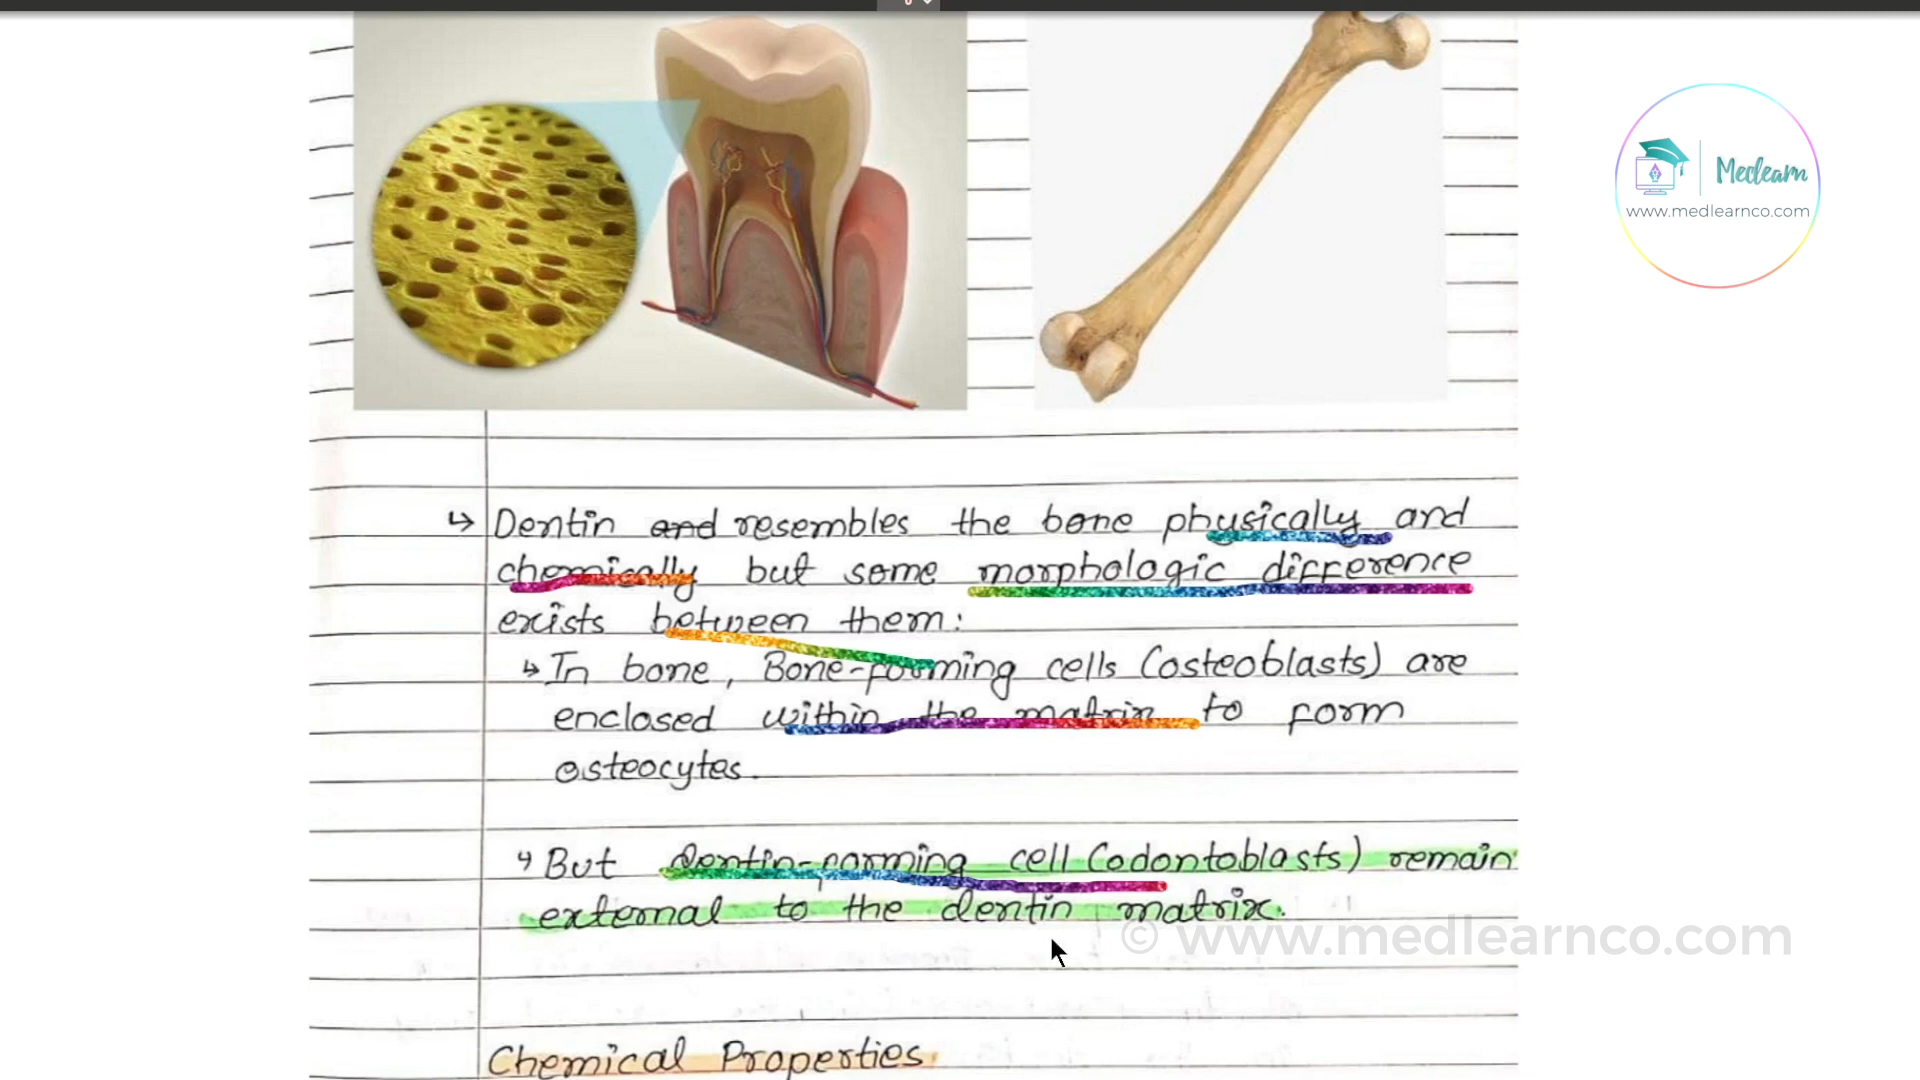 Medlearn
www.medlearnco.com
↳ Dentin and resembles the bone physically and
chemically but some morphologic difference
exists between them:
↳ In bone, Bone-forming cells (osteoblasts) are
enclosed within the matrix to form
osteocytes.
↳ But dentin-forming cell (odontoblasts) remain
external to the dentin matrix.
© www.medlearnco.com
Chemical Properties.